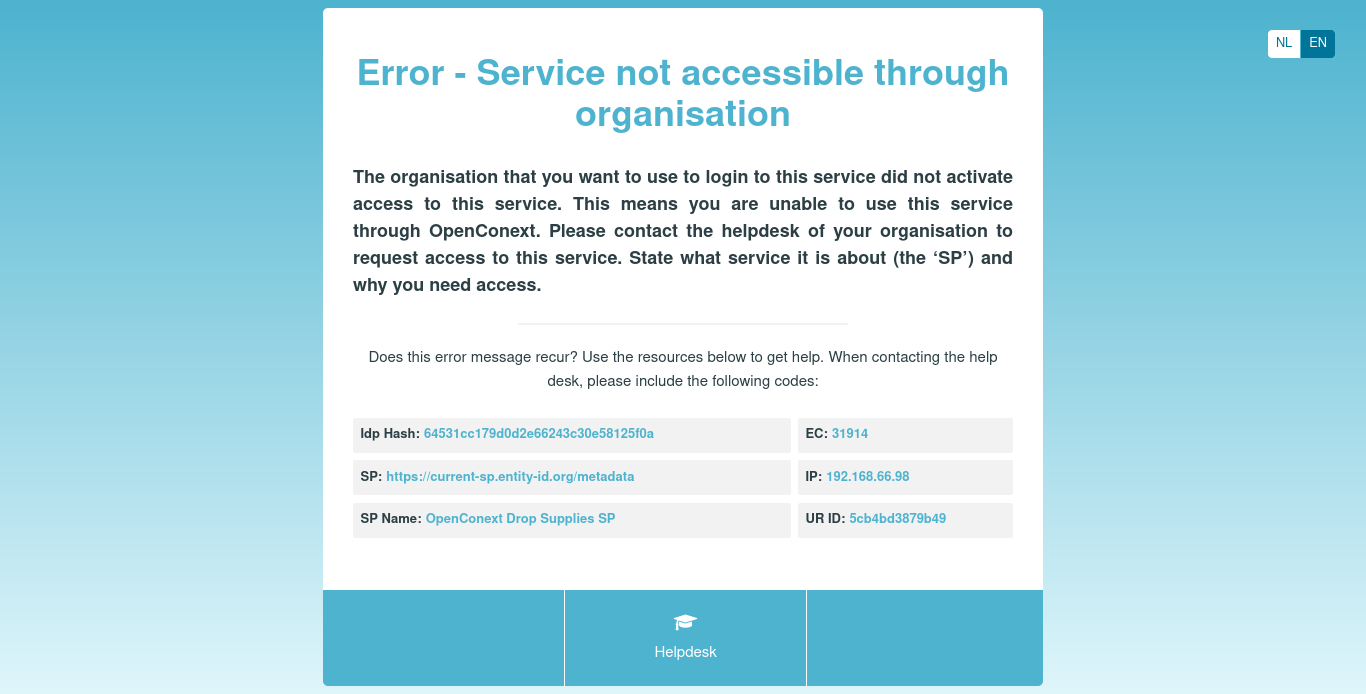 NL EN
Error - Service not accessible through
organisation
The organisation that you want to use to login to this service did not activate
access to this service. This means you are unable to use this service
through OpenConext. Please contact the helpdesk of your organisation to
request access to this service. State what service it is about (the ‘SP’) and
why you need access.
Does this error message recur? Use the resources below to get help. When contacting the help
desk, please include the following codes:
Idp Hash: 64531cc179d0d2e66243c30e58125f0a
EC: 31914
SP: https://current-sp.entity-id.org/metadata
IP: 192.168.66.98
SP Name: OpenConext Drop Supplies SP
UR ID: 5cb4bd3879b49
Helpdesk